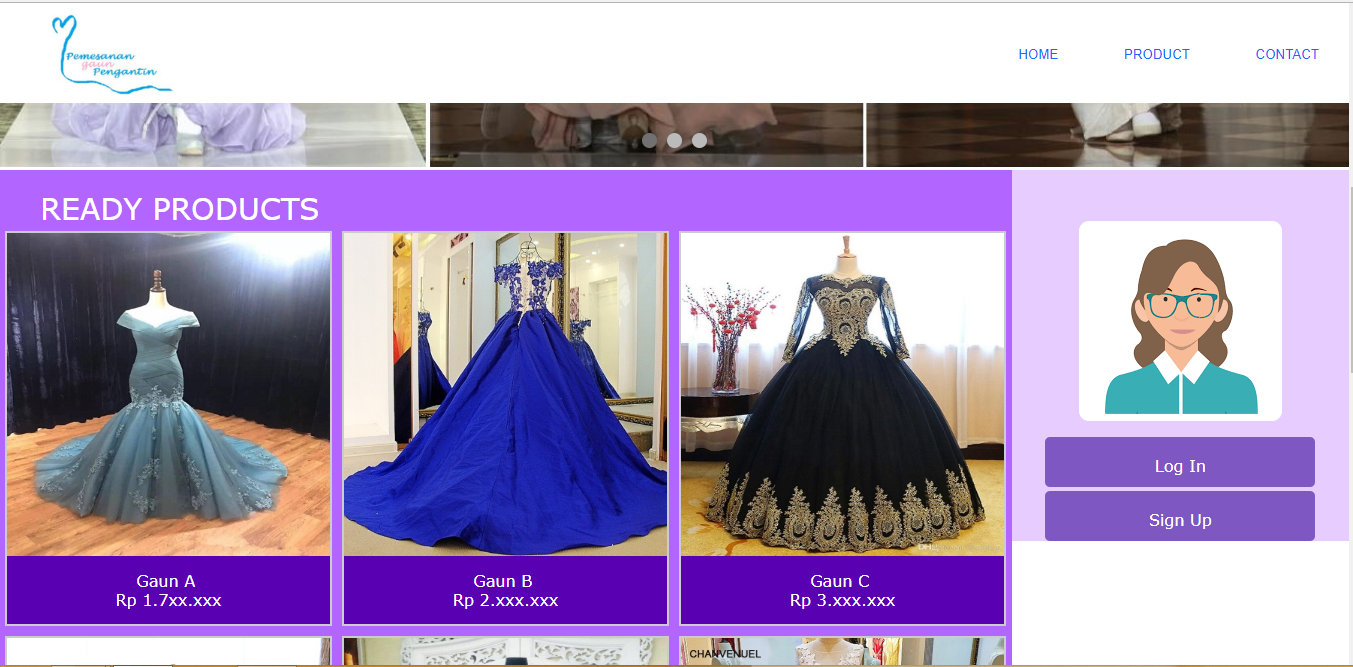 Pemesanan
gaun
Pengantin
HOME
PRODUCT
CONTACT
READY PRODUCTS
Gaun A
Rp 1.7xx.xxx
Gaun B
Rp 2.xxx.xxx
Gaun C
Rp 3.xxx.xxx
Log In
Sign Up
CHANVENUEL